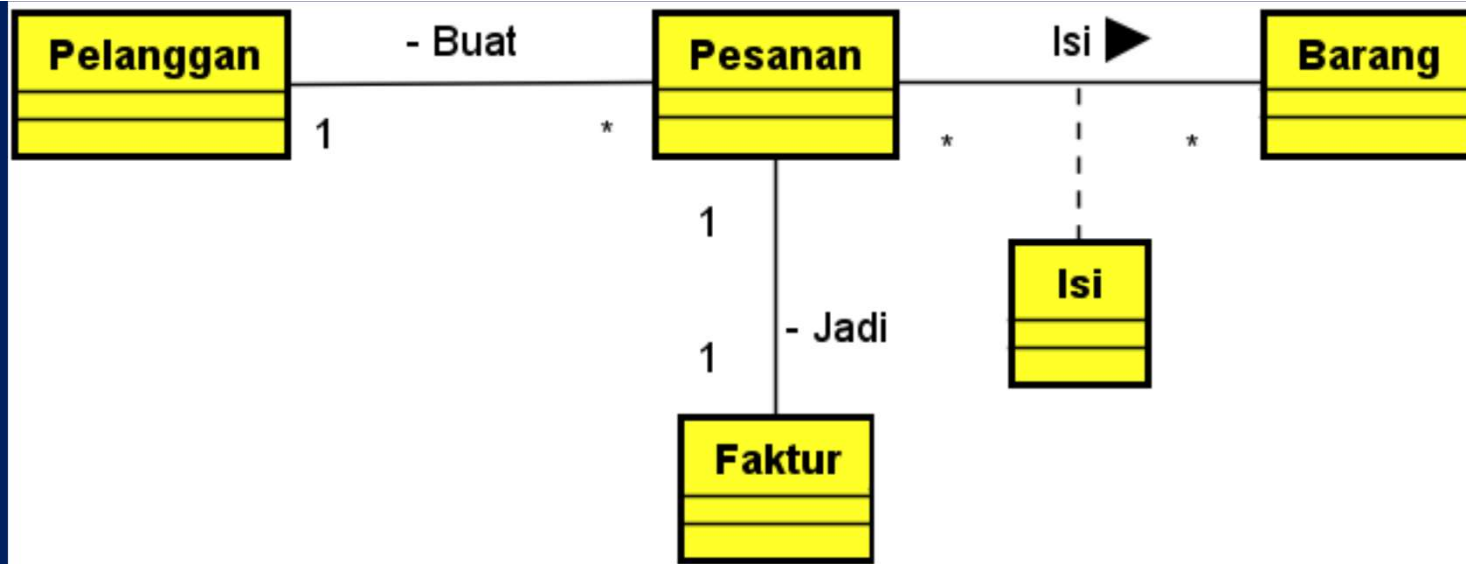 Pelanggan
- Buat
Pesanan
Isi ▶
Barang
1
*
*
*
1
Isi
- Jadi
1
Faktur